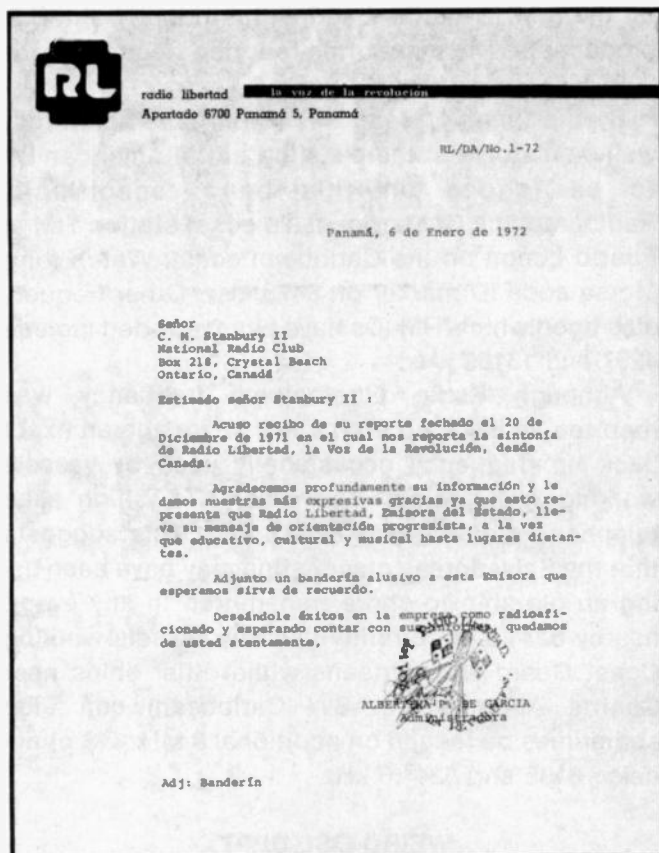 RL
radio libertad la voz de la revolución
Apartado 6700 Panamá 5, Panamá
RL/DA/No.1-72
Panamá, 6 de Enero de 1972
Señor
C. M. Stanbury II
National Radio Club
Box 218, Crystal Beach
Ontario, Canadá
Estimado señor Stanbury II :
Acuso recibo de su reporte fechado el 20 de
Diciembre de 1971 en el cual nos reporta la sintonía
de Radio Libertad, la Voz de la Revolución, desde
Canada.
Agradecemos profundamente su información y le
damos nuestras más expresivas gracias ya que esto re-
presenta que Radio Libertad, Emisora del Estado, lle-
va su mensaje de orientación progresista, a la vez
que educativo, cultural y musical hasta lugares distan-
tes.
Adjunto un banderín alusivo a esta Emisora que
esperamos sirva de recuerdo.
Deseándole éxitos en la empresa como radioafi-
cionado y esperando contar con su quedamos
de usted atentamente,
DE GARCIA
Administradora
Adj: Banderín